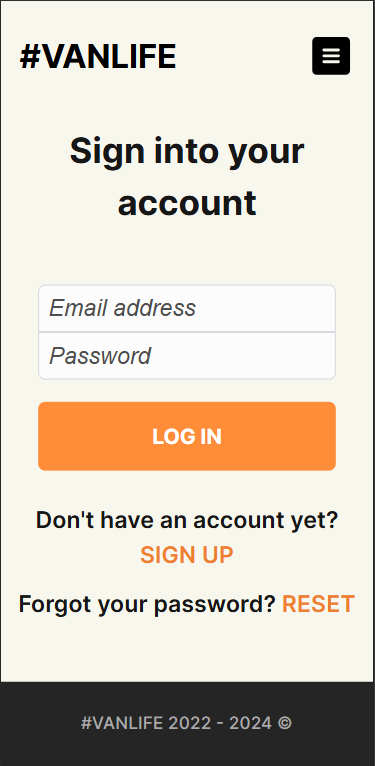 #VANLIFE
Sign into your
account
Email address
Password
LOG IN
Don't have an account yet?
SIGN UP
Forgot your password? RESET
#VANLIFE 2022 - 2024 ©